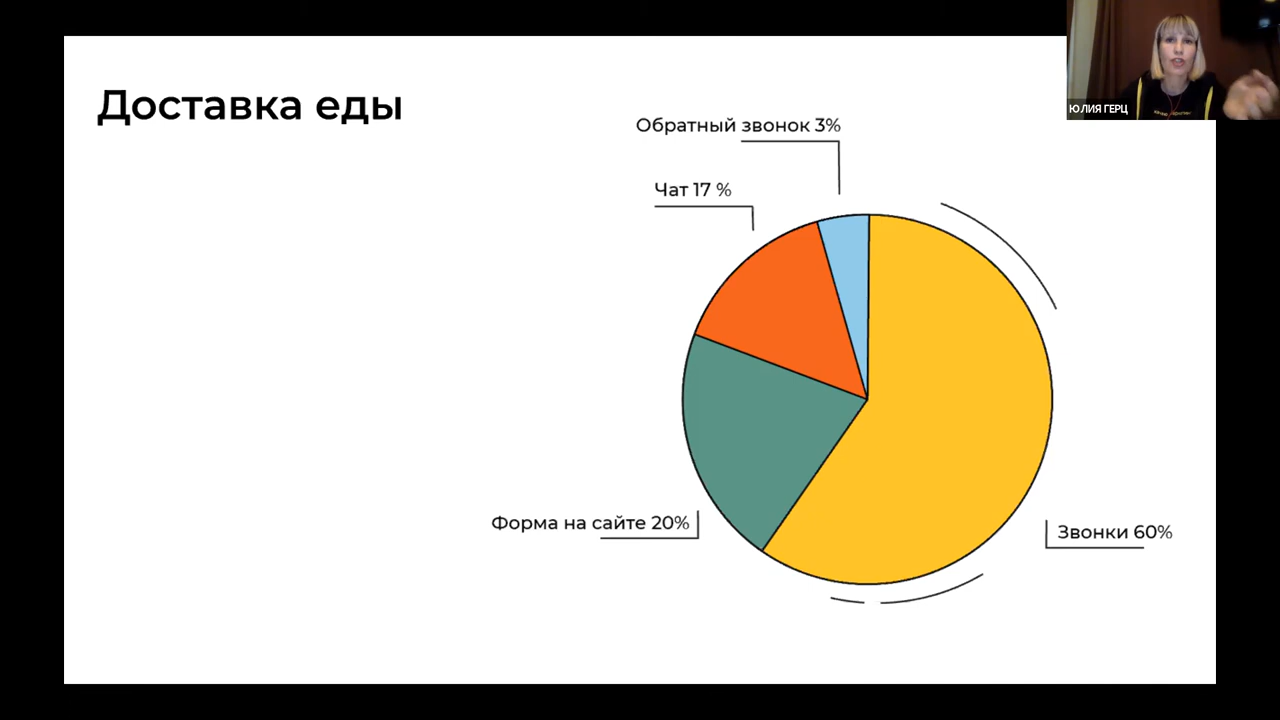 Доставка еды
ЮЛИЯ ГЕРЦ
Обратный звонок 3%
Чат 17 %
Форма на сайте 20%
Звонки 60%